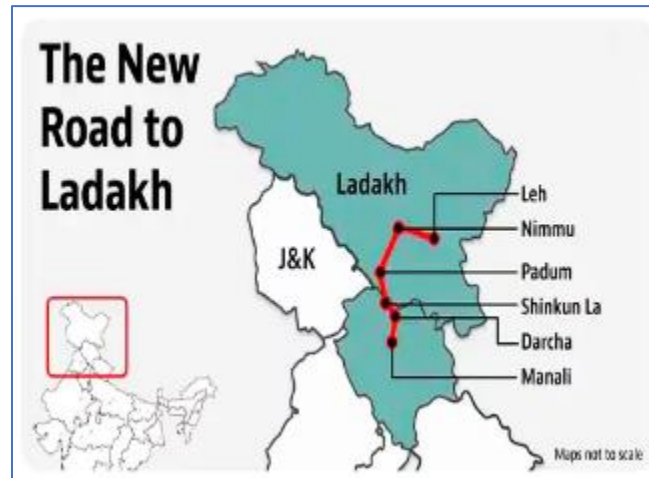 The New
Road to
Ladakh
Ladakh
J&K
Leh
Nimmu
Padum
Shinkun La
Darcha
Manali
Maps not to scale